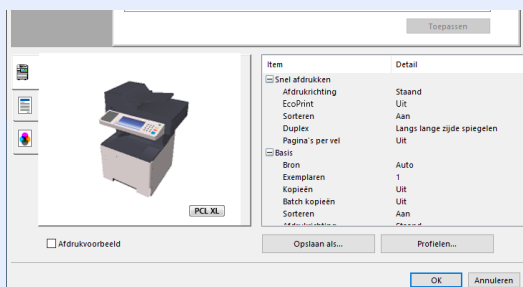 Toepassen
Item Detail
Snel afdrukken
Afdrukrichting Staand
EcoPrint Uit
Sorteren Aan
Duplex Langs lange zijde spiegelen
Pagina's per vel Uit
Basis
Bron Auto
Exemplaren 1
Kopieën Uit
Batch kopieën Uit
Sorteren Aan
Afdrukrichting Staand
PCL XL
Afdrukvoorbeeld
Opslaan als... Profielen...
OK Annuleren